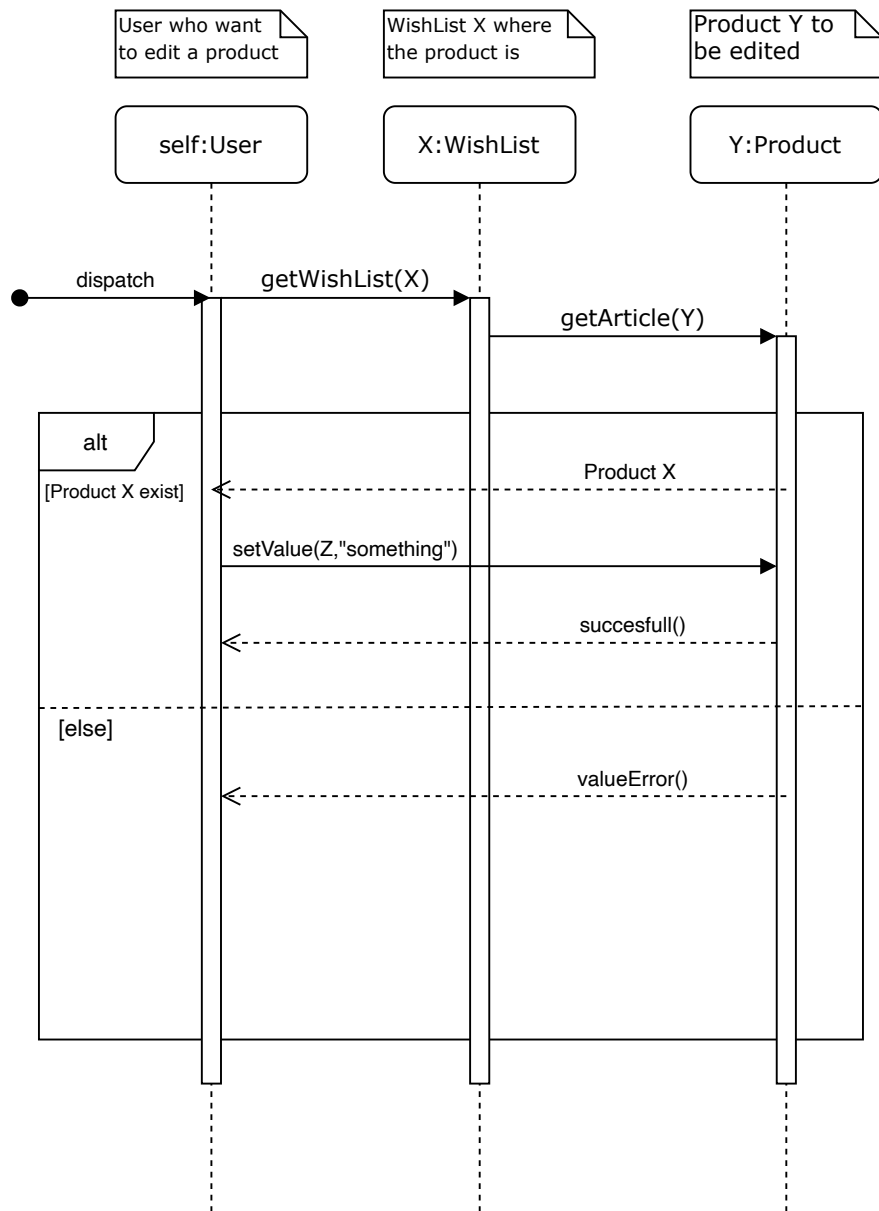 User who want
to edit a product
WishList X where
the product is
Product Y to
be edited
self:User
X:WishList
Y:Product
dispatch
getWishList(X)
getArticle(Y)
alt
Product X
[Product X exist]
setValue(Z,"something")
succesfull()
[else]
valueError()